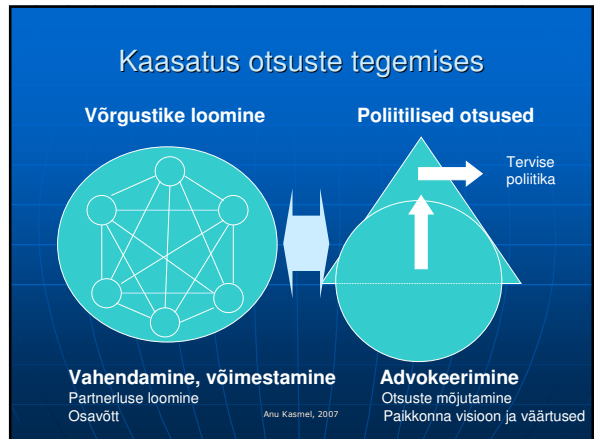 Kaasatus otsuste tegemises
Võrgustike loomine
Poliitilised otsused
Tervise
poliitika
Vahendamine, võimestamine
Partnerluse loomine
Osavõtt
Advokeerimine
Otsuste mõjutamine
Paikkonna visioon ja väärtused
Anu Kasmel, 2007